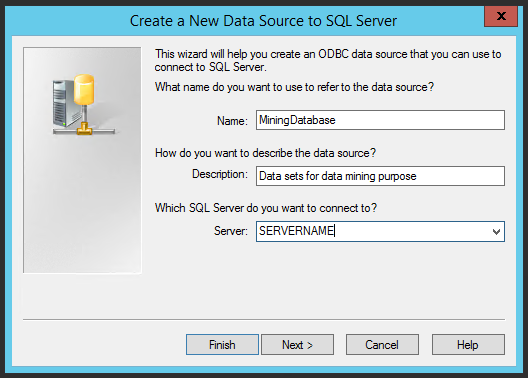 Create a New Data Source to SQL Server
x
This wizard will help you create an ODBC data source that you can use to
connect to SQL Server.
What name do you want to use to refer to the data source?
Name: MiningDatabase
How do you want to describe the data source?
Description: Data sets for data mining purpose
Which SQL Server do you want to connect to?
Server: SERVERNAME
Finish Next > Cancel Help